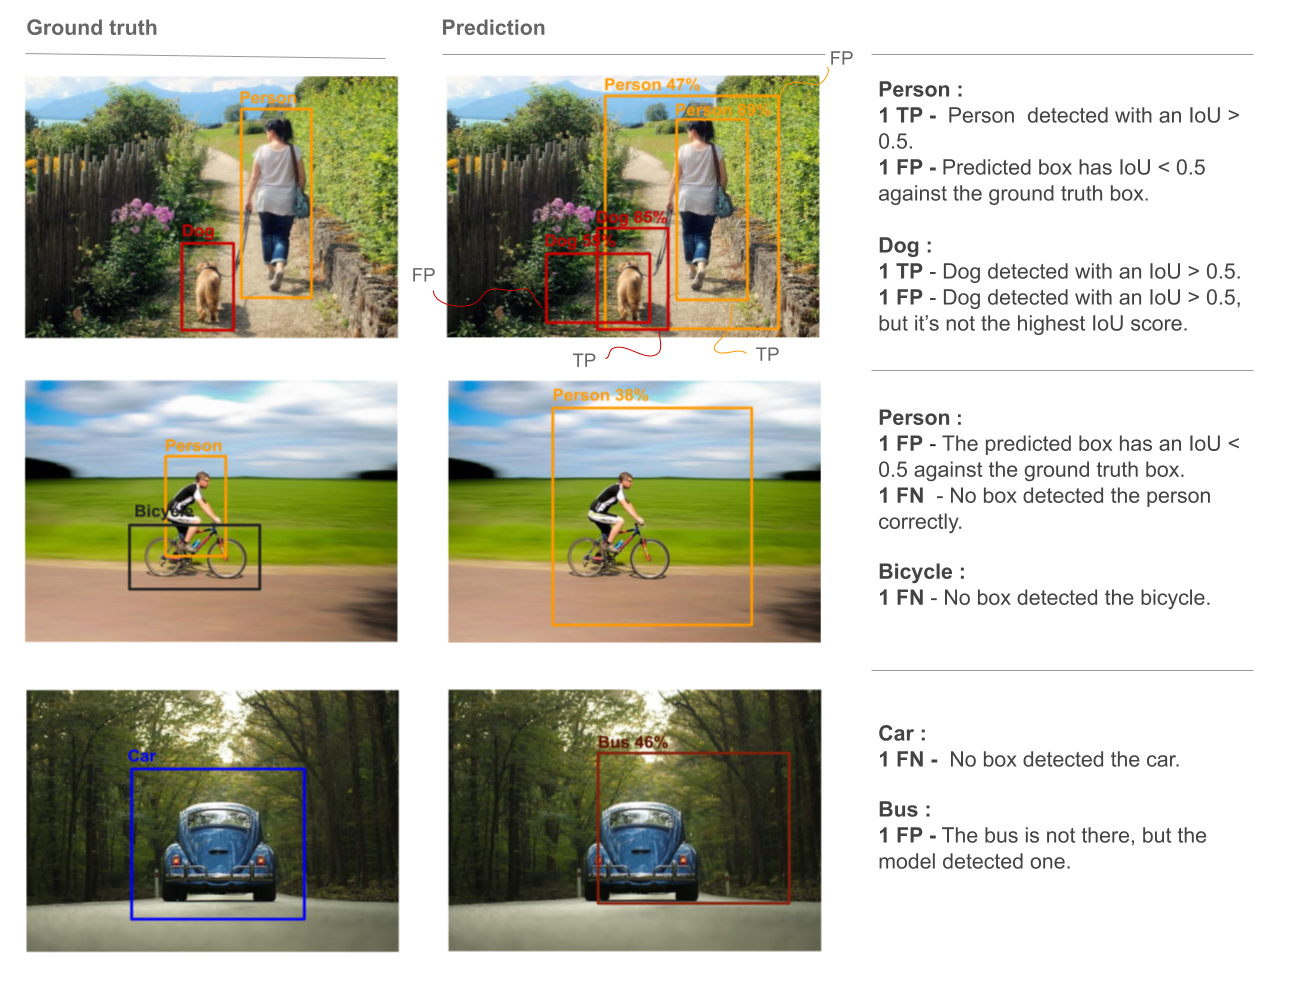 Ground truth
Prediction
FP
Person
Person 47%
Person 89%
Dog
Dog 85%
Dog 58%
FP
TP
TP
Person :
1 TP - Person detected with an IoU >
0.5.
1 FP - Predicted box has IoU < 0.5
against the ground truth box.
Dog :
1 TP - Dog detected with an IoU > 0.5.
1 FP - Dog detected with an IoU > 0.5,
but it's not the highest IoU score.
Person
Bicycle
Person 38%
Person :
1 FP - The predicted box has an IoU <
0.5 against the ground truth box.
1 FN - No box detected the person
correctly.
Bicycle :
1 FN - No box detected the bicycle.
Car
Bus 46%
Car :
1 FN - No box detected the car.
Bus :
1 FP - The bus is not there, but the
model detected one.